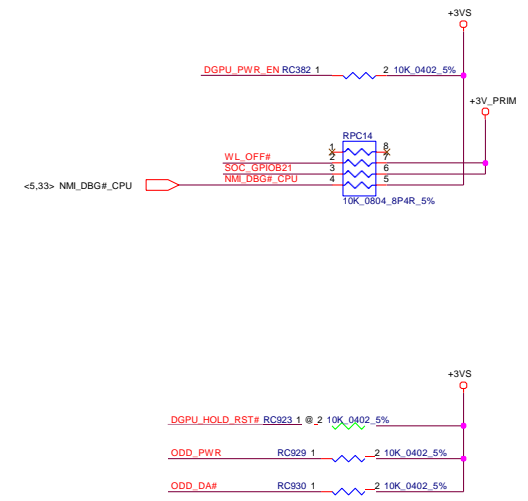 +3VS
DGPU_PWR_EN RC382 1 2 10K_0402_5%
+3V_PRIM
RPC14
1 8
WL_OFF# 2 7
SOC_GPIOB21 3 6
<5,33> NMI_DBG#_CPU NMI_DBG#_CPU 4 5
10K_0804_8P4R_5%
+3VS
DGPU_HOLD_RST# RC923 1 @ 2 10K_0402_5%
ODD_PWR RC929 1 2 10K_0402_5%
ODD_DA# RC930 1 2 10K_0402_5%